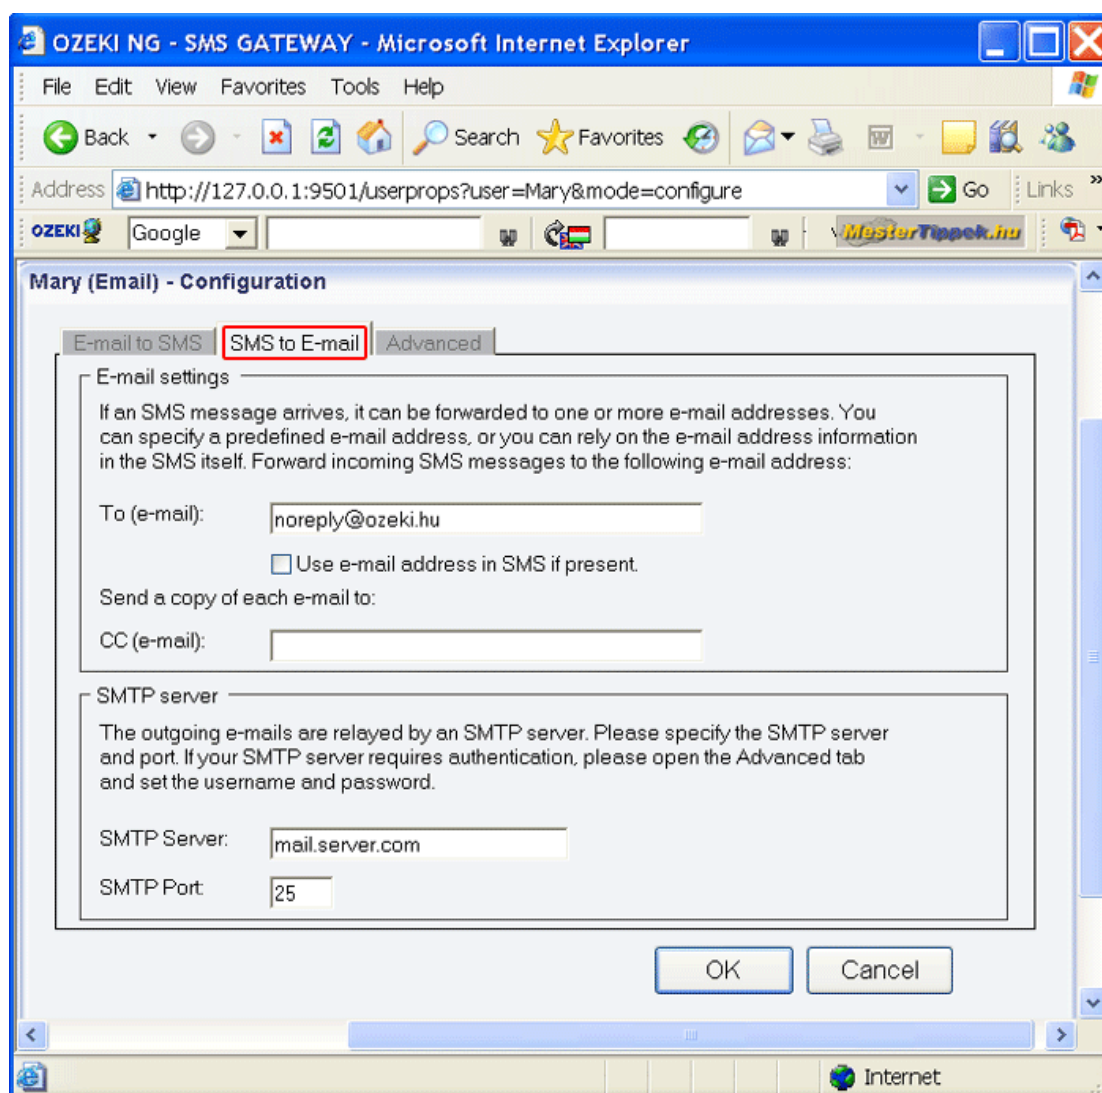 OZEKI NG - SMS GATEWAY - Microsoft Internet Explorer
File Edit View Favorites Tools Help
Back Search Favorites
Address http://127.0.0.1:9501/userprops?user=Mary&mode=configure Go Links »
OZEKI Google MesterTippek.hu
Mary (Email) - Configuration
E-mail to SMS SMS to E-mail Advanced
E-mail settings
If an SMS message arrives, it can be forwarded to one or more e-mail addresses. You
can specify a predefined e-mail address, or you can rely on the e-mail address information
in the SMS itself. Forward incoming SMS messages to the following e-mail address:
To (e-mail): noreply@ozeki.hu
Use e-mail address in SMS if present.
Send a copy of each e-mail to:
CC (e-mail):
SMTP server
The outgoing e-mails are relayed by an SMTP server. Please specify the SMTP server
and port. If your SMTP server requires authentication, please open the Advanced tab
and set the username and password.
SMTP Server: mail.server.com
SMTP Port: 25
OK Cancel
Internet